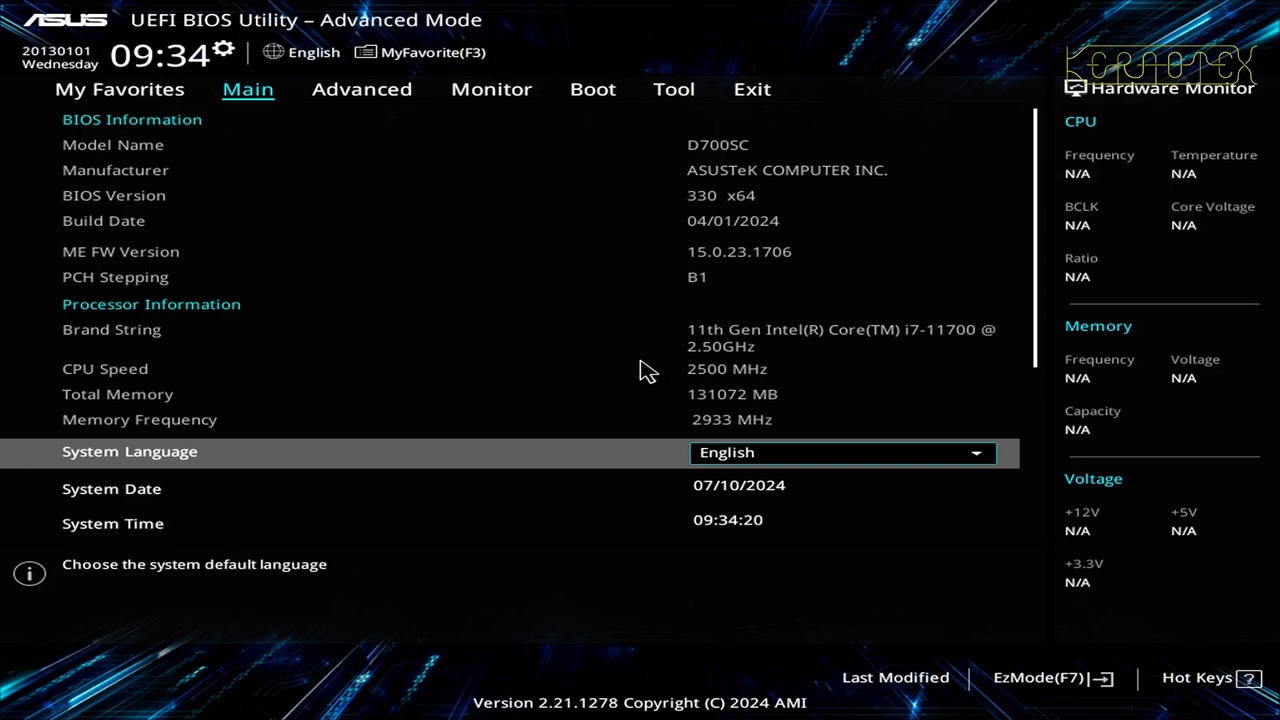 ASUS UEFI BIOS Utility – Advanced Mode
20130101
Wednesday
09:34
English
MyFavorite(F3)
KERNOTEX
My Favorites Main Advanced Monitor Boot Tool Exit
Hardware Monitor
BIOS Information
Model Name D700SC
Manufacturer ASUSTeK COMPUTER INC.
BIOS Version 330 x64
Build Date 04/01/2024
ME FW Version 15.0.23.1706
PCH Stepping B1
Processor Information
Brand String 11th Gen Intel(R) Core(TM) i7-11700 @
2.50GHz
CPU Speed 2500 MHz
Total Memory 131072 MB
Memory Frequency 2933 MHz
System Language English
System Date 07/10/2024
System Time 09:34:20
Choose the system default language
CPU
Frequency Temperature
N/A N/A
BCLK Core Voltage
N/A N/A
Ratio
N/A
Memory
Frequency Voltage
N/A N/A
Capacity
N/A
Voltage
+12V +5V
N/A N/A
+3.3V
N/A
Last Modified
EzMode(F7)
Hot Keys ?
Version 2.21.1278 Copyright (C) 2024 AMI